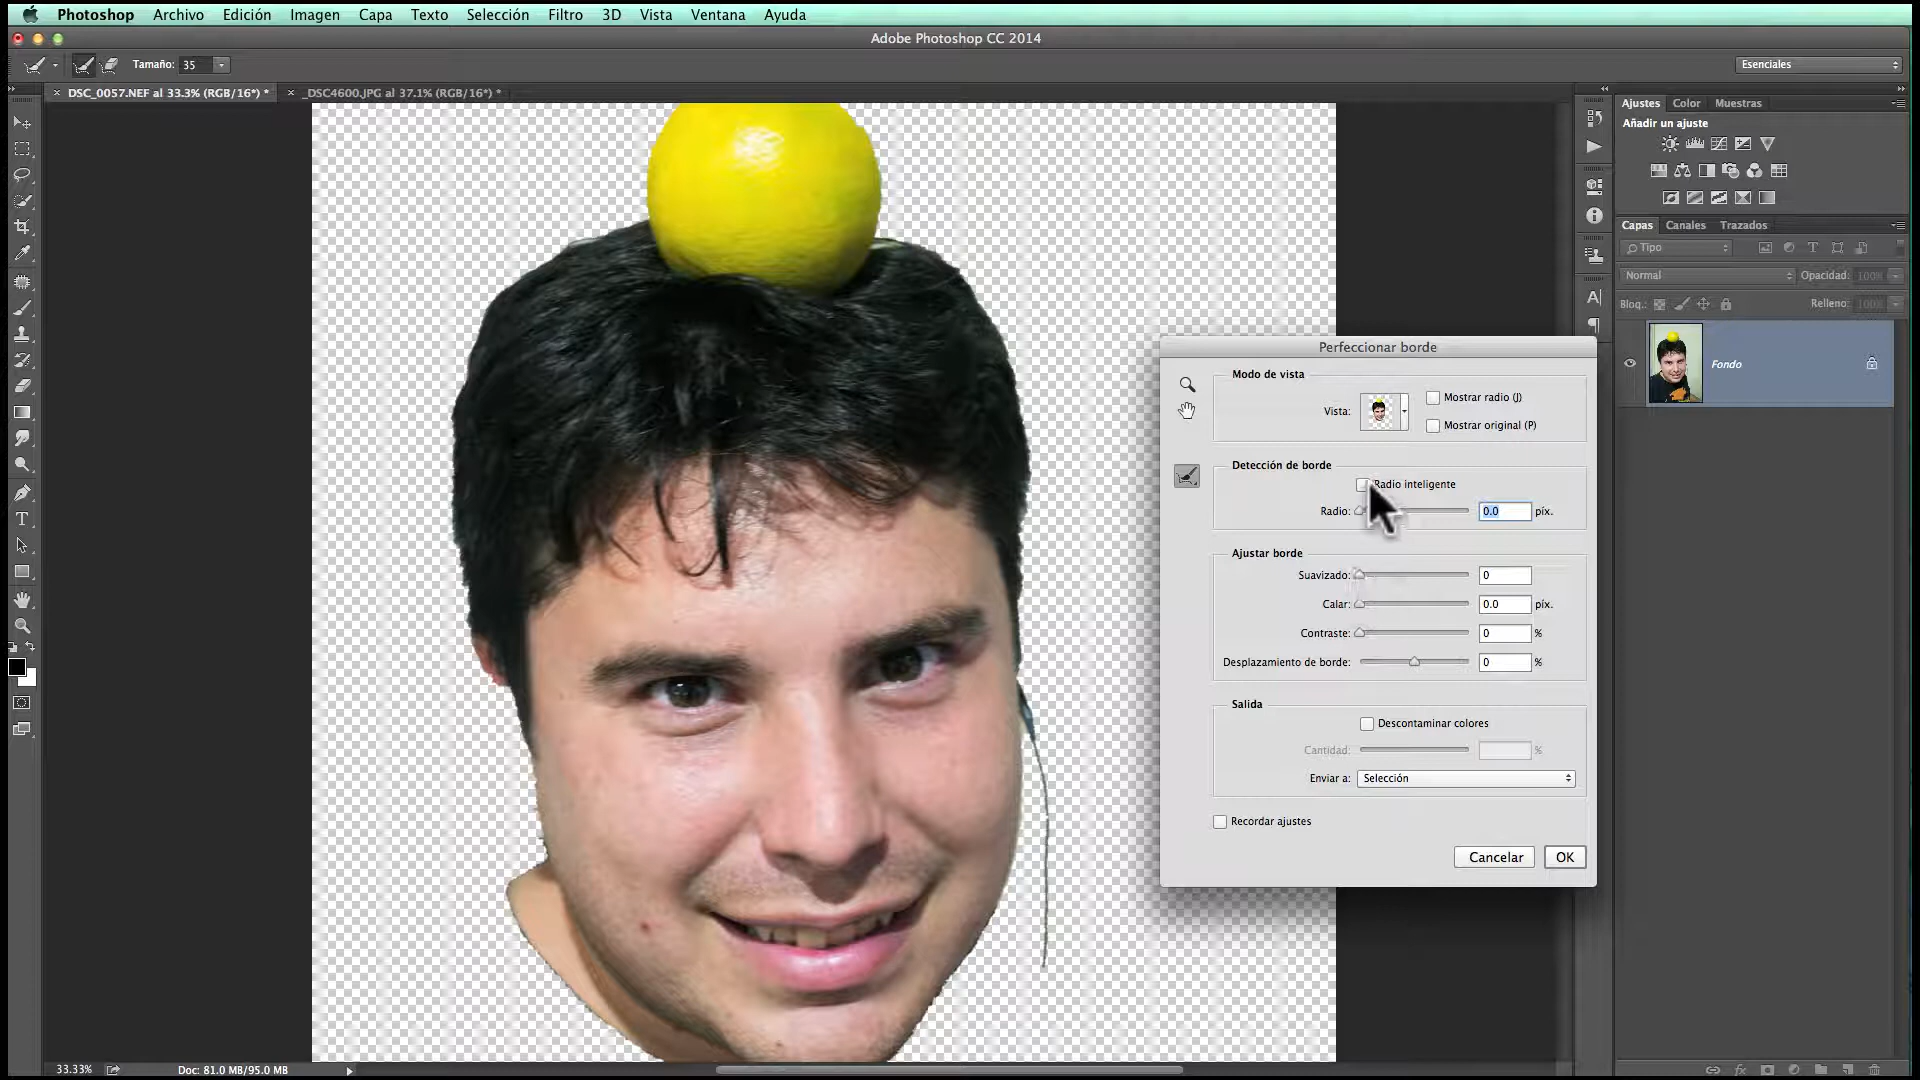 Photoshop Archivo Edición Imagen Capa Texto Selección Filtro 3D Vista Ventana Ayuda
Adobe Photoshop CC 2014
Tamaño: 35 Esenciales
× DSC_0057.NEF al 33.3% (RGB/16*) * × _DSC4600.JPG al 37.1% (RGB/16*) *
Ajustes Color Muestras
Añadir un ajuste
Capas Canales Trazados
Tipo
Normal Opacidad: 100%
Bloq.: Relleno: 100%
Fondo
Perfeccionar borde
Modo de vista
Vista: Mostrar radio (J)
Mostrar original (P)
Detección de borde
Radio inteligente
Radio: 0.0 píx.
Ajustar borde
Suavizado: 0
Calar: 0.0 píx.
Contraste: 0 %
Desplazamiento de borde: 0 %
Salida
Descontaminar colores
Cantidad: %
Enviar a: Selección
Recordar ajustes
Cancelar OK
33.33% Doc: 81.0 MB/95.0 MB